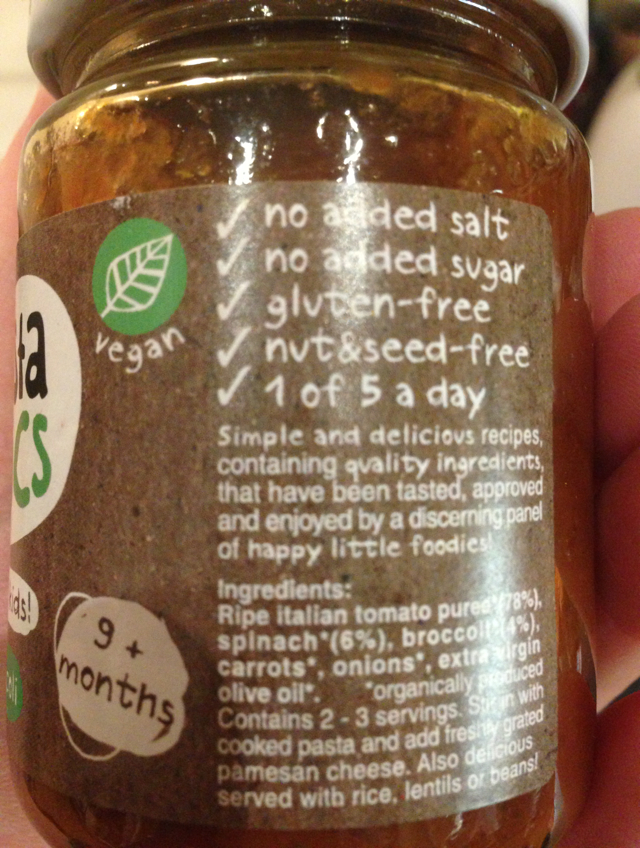 vegan
ta
cs
kids!
9+
months
✓ no added salt
✓ no added sugar
✓ gluten-free
✓ nut&seed-free
✓ 1 of 5 a day
Simple and delicious recipes,
containing quality ingredients,
that have been tasted, approved
and enjoyed by a discerning panel
of happy little foodies!
Ingredients:
Ripe italian tomato puree*(78%),
spinach*(6%), broccoli*(4%),
carrots*, onions*, extra virgin
olive oil*. *organically produced
Contains 2 - 3 servings. Stir in with
cooked pasta and add freshly grated
parmesan cheese. Also delicious
served with rice, lentils or beans!